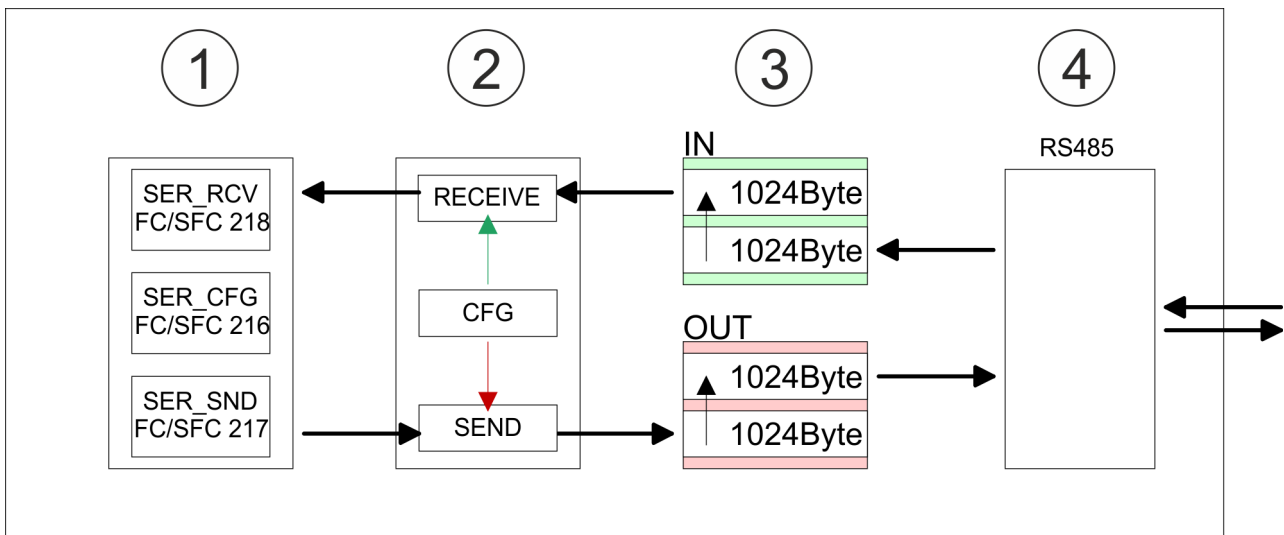 1
2
3
4
SER_RCV
FC/SFC 218
SER_CFG
FC/SFC 216
SER_SND
FC/SFC 217
RECEIVE
CFG
SEND
IN
1024Byte
1024Byte
OUT
1024Byte
1024Byte
RS485